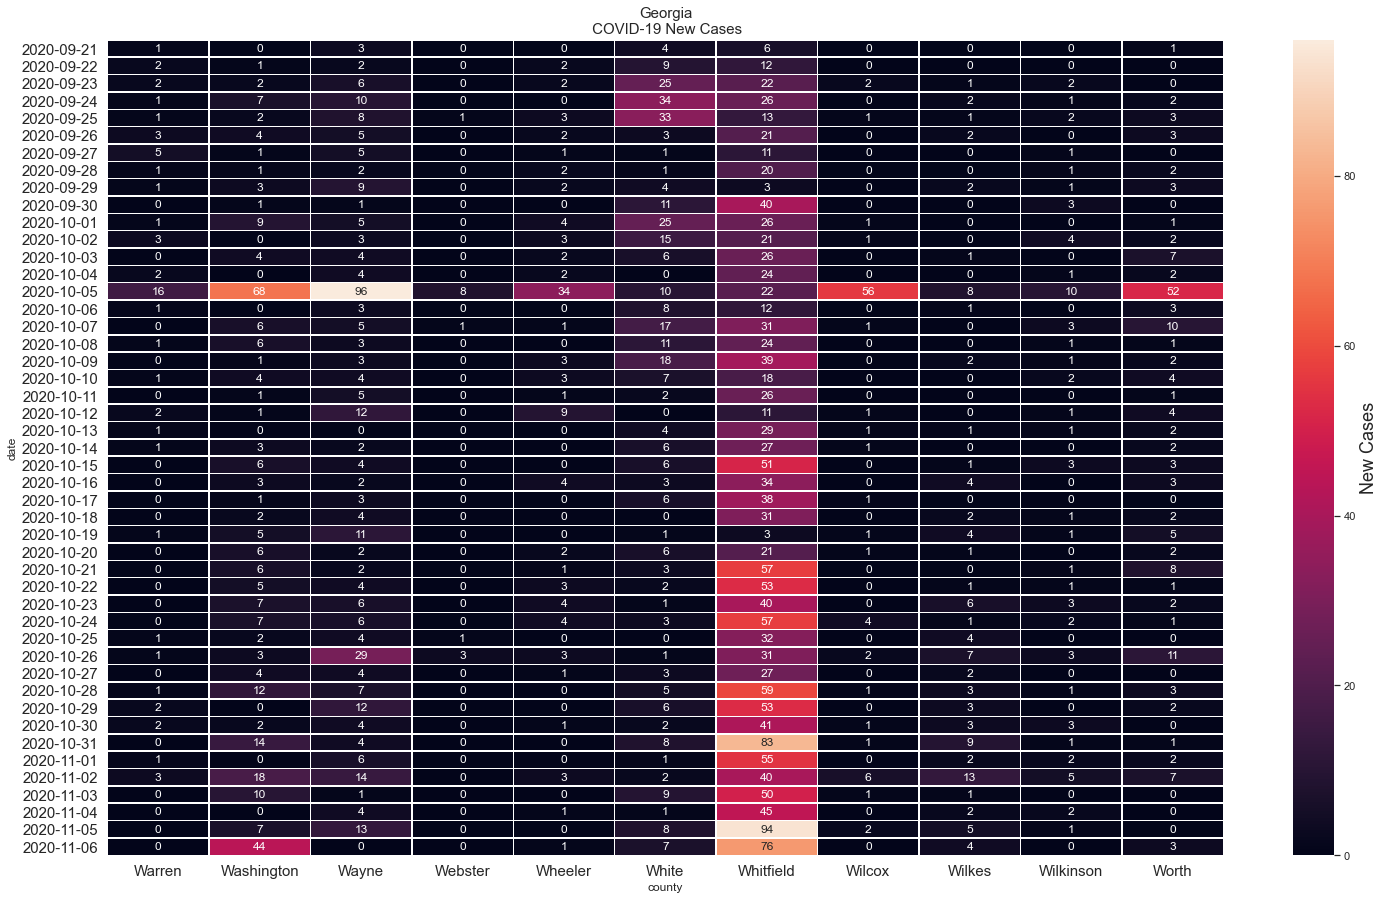 Georgia
COVID-19 New Cases
2020-09-21 1 0 3 0 0 4 6 0 0 0 1
2020-09-22 2 1 2 0 2 9 12 0 0 0 0
2020-09-23 2 2 6 0 2 25 22 2 1 2 0
2020-09-24 1 7 10 0 0 34 26 0 2 1 2
2020-09-25 1 2 8 1 3 33 13 1 1 2 3
2020-09-26 3 4 5 0 2 3 21 0 2 0 3
2020-09-27 5 1 5 0 1 1 11 0 0 1 0
2020-09-28 1 1 2 0 2 1 20 0 0 1 2
2020-09-29 1 3 9 0 2 4 3 0 2 1 3
2020-09-30 0 1 1 0 0 11 40 0 0 3 0
2020-10-01 1 9 5 0 4 25 26 1 0 0 1
2020-10-02 3 0 3 0 3 15 21 1 0 4 2
2020-10-03 0 4 4 0 2 6 26 0 1 0 7
2020-10-04 2 0 4 0 2 0 24 0 0 1 2
2020-10-05 16 68 96 8 34 10 22 56 8 10 52
2020-10-06 1 0 3 0 0 8 12 0 1 0 3
2020-10-07 0 6 5 1 1 17 31 1 0 3 10
2020-10-08 1 6 3 0 0 11 24 0 0 1 1
2020-10-09 0 1 3 0 3 18 39 0 2 1 2
2020-10-10 1 4 4 0 3 7 18 0 0 2 4
2020-10-11 0 1 5 0 1 2 26 0 0 0 1
2020-10-12 2 1 12 0 9 0 11 1 0 1 4
2020-10-13 1 0 0 0 0 4 29 1 1 1 2
2020-10-14 1 3 2 0 0 6 27 1 0 0 2
2020-10-15 0 6 4 0 0 6 51 0 1 3 3
2020-10-16 0 3 2 0 4 3 34 0 4 0 3
2020-10-17 0 1 3 0 0 6 38 1 0 0 0
2020-10-18 0 2 4 0 0 0 31 0 2 1 2
2020-10-19 1 5 11 0 0 1 3 1 4 1 5
2020-10-20 0 6 2 0 2 6 21 1 1 0 2
2020-10-21 0 6 2 0 1 3 57 0 0 1 8
2020-10-22 0 5 4 0 3 2 53 0 1 1 1
2020-10-23 0 7 6 0 4 1 40 0 6 3 2
2020-10-24 0 7 6 0 4 3 57 4 1 2 1
2020-10-25 1 2 4 1 0 0 32 0 4 0 0
2020-10-26 1 3 29 3 3 1 31 2 7 3 11
2020-10-27 0 4 4 0 1 3 27 0 2 0 0
2020-10-28 1 12 7 0 0 5 59 1 3 1 3
2020-10-29 2 0 12 0 0 6 53 0 3 0 2
2020-10-30 2 2 4 0 1 2 41 1 3 3 0
2020-10-31 0 14 4 0 0 8 83 1 9 1 1
2020-11-01 1 0 6 0 0 1 55 0 2 2 2
2020-11-02 3 18 14 0 3 2 40 6 13 5 7
2020-11-03 0 10 1 0 0 9 50 1 1 0 0
2020-11-04 0 0 4 0 1 1 45 0 2 2 0
2020-11-05 0 7 13 0 0 8 94 2 5 1 0
2020-11-06 0 44 0 0 1 7 76 0 4 0 3
Warren Washington Wayne Webster Wheeler White Whitfield Wilcox Wilkes Wilkinson Worth
county
date
80
60
40
20
0
New Cases